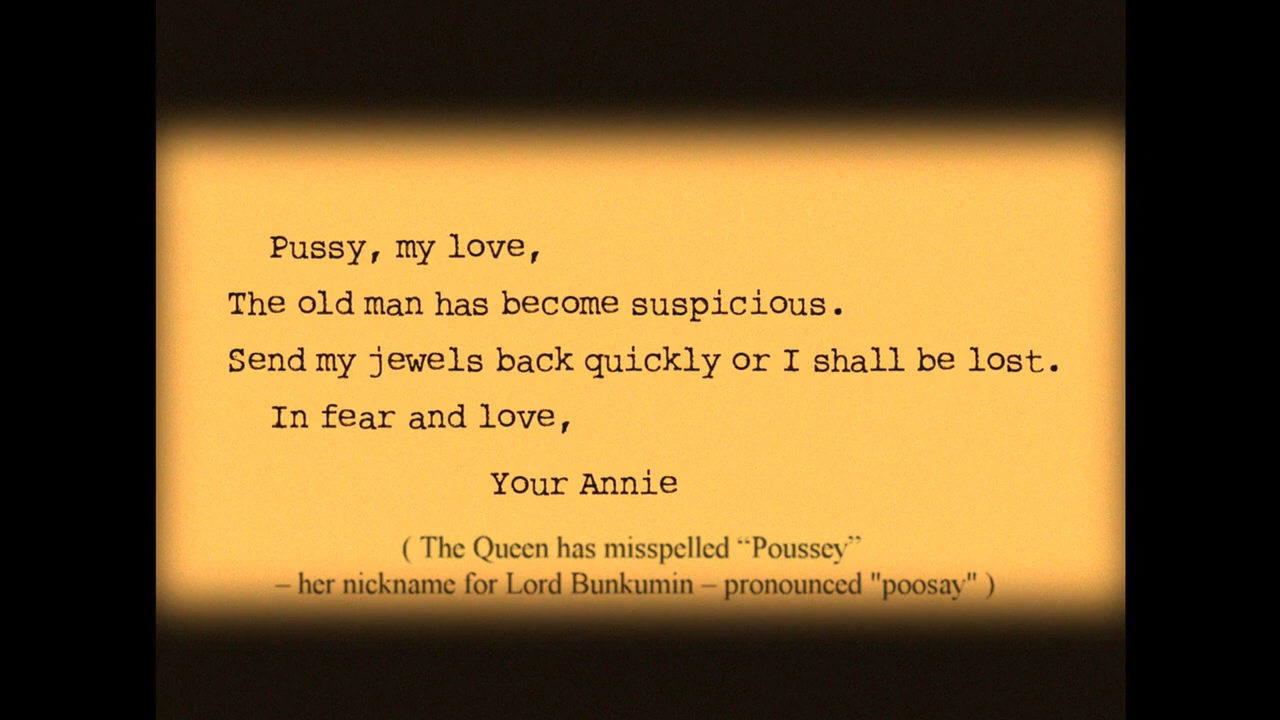 Pussy, my love,
The old man has become suspicious.
Send my jewels back quickly or I shall be lost.
In fear and love,
Your Annie
( The Queen has misspelled “Poussey”
– her nickname for Lord Bunkumin – pronounced "poosay" )